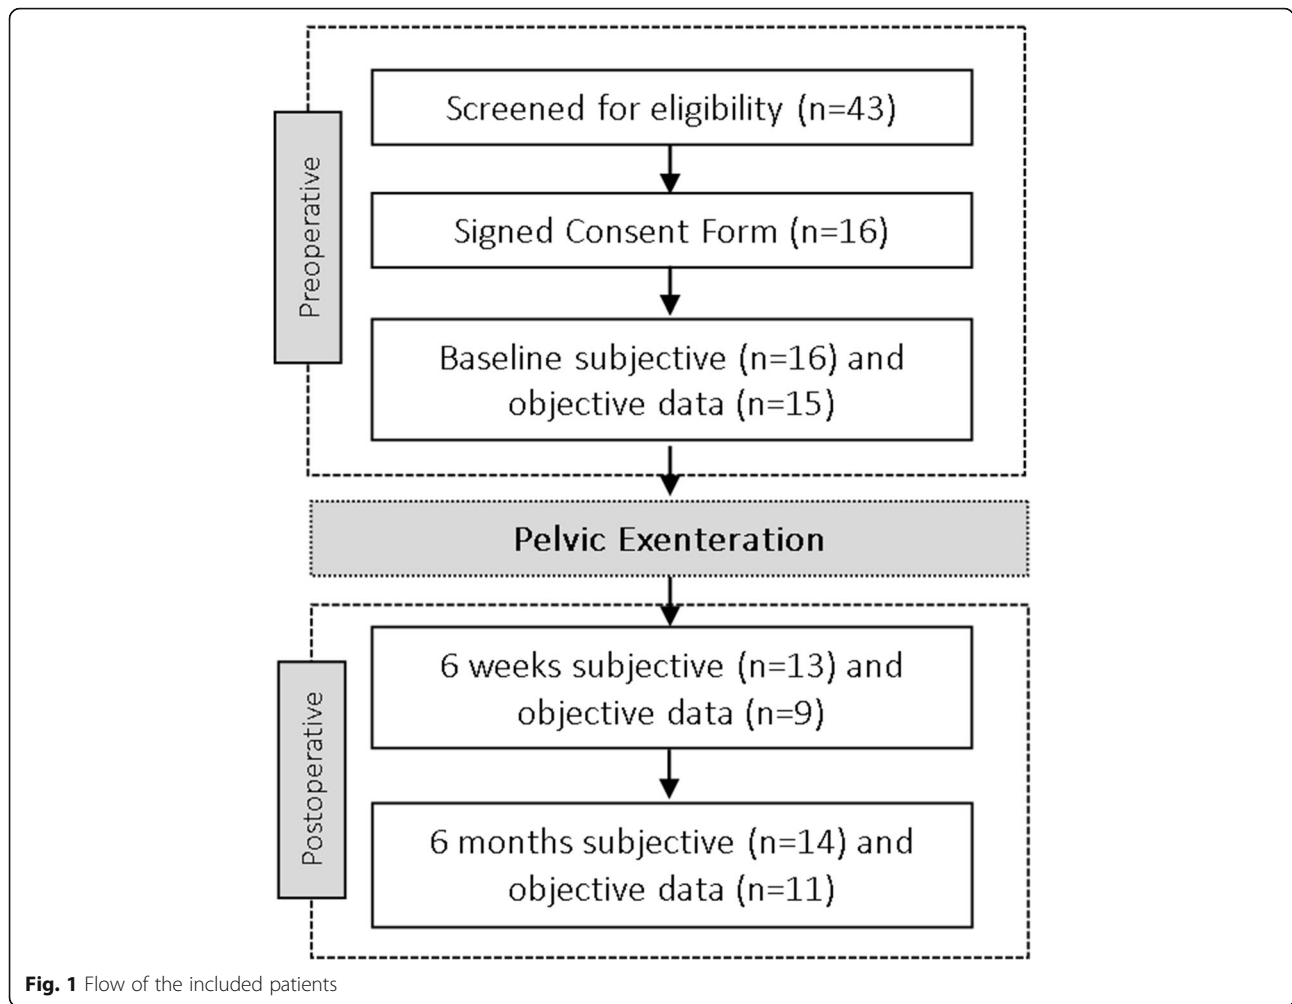 Preoperative
Screened for eligibility (n=43)
Signed Consent Form (n=16)
Baseline subjective (n=16) and
objective data (n=15)
Pelvic Exenteration
Postoperative
6 weeks subjective (n=13) and
objective data (n=9)
6 months subjective (n=14) and
objective data (n=11)
Fig. 1 Flow of the included patients